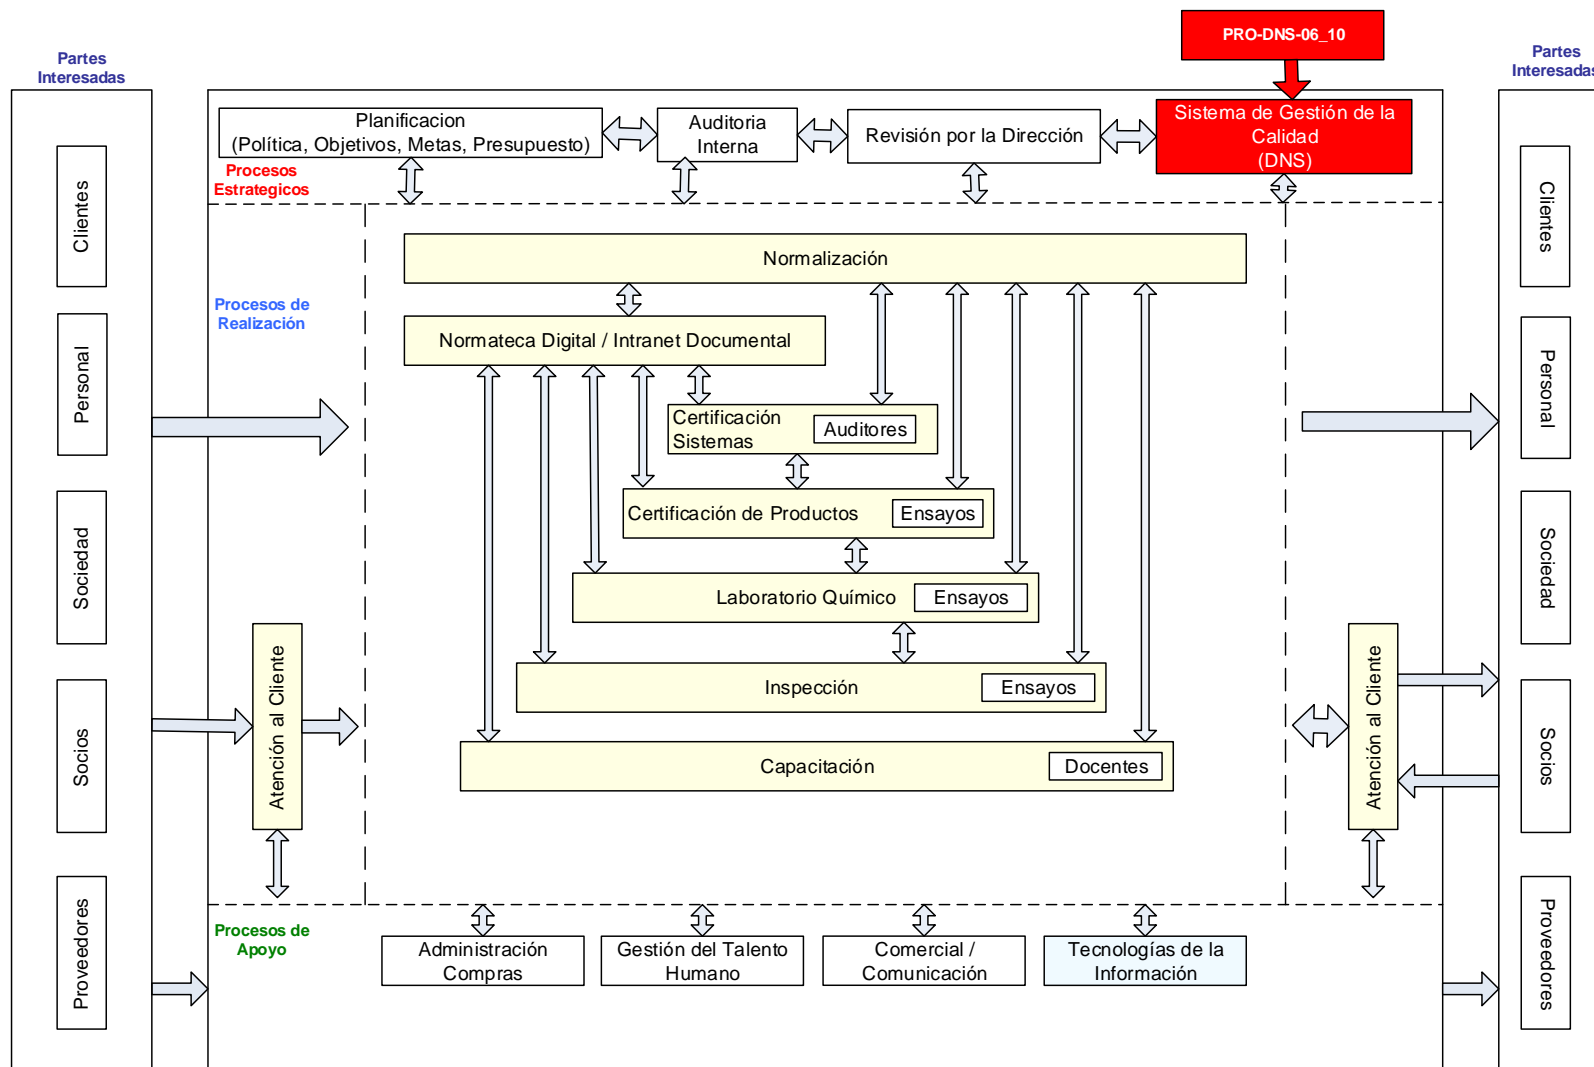 PRO-DNS-06_10
Partes
Interesadas
Partes
Interesadas
Planificacion
(Política, Objetivos, Metas, Presupuesto)
Auditoria
Interna
Revisión por la Dirección
Sistema de Gestión de la
Calidad
(DNS)
Procesos
Estrategicos
Clientes
Personal
Sociedad
Socios
Proveedores
Procesos de
Realización
Normalización
Normateca Digital / Intranet Documental
Certificación
Sistemas
Auditores
Certificación de Productos
Ensayos
Laboratorio Químico
Ensayos
Inspección
Ensayos
Capacitación
Docentes
Atención al Cliente
Atención al Cliente
Procesos de
Apoyo
Administración
Compras
Gestión del Talento
Humano
Comercial /
Comunicación
Tecnologías de la
Información
Clientes
Personal
Sociedad
Socios
Proveedores